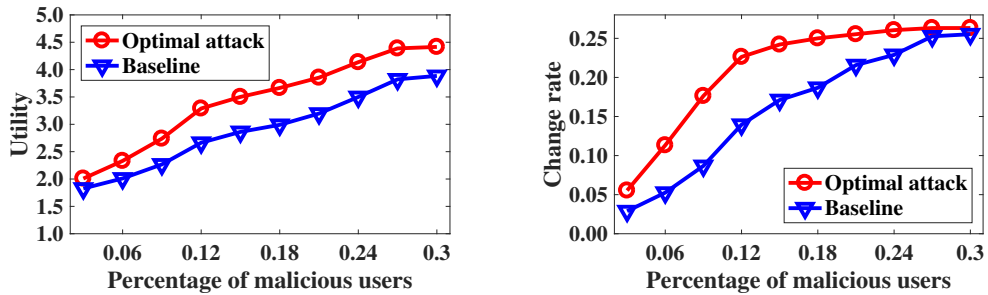 5.0
4.5
4.0
3.5
3.0
2.5
2.0
1.5
1.0
Utility
Optimal attack
Baseline
0.06 0.12 0.18 0.24 0.3
Percentage of malicious users
0.25
0.20
0.15
0.10
0.05
0.00
Change rate
Optimal attack
Baseline
0.06 0.12 0.18 0.24 0.3
Percentage of malicious users